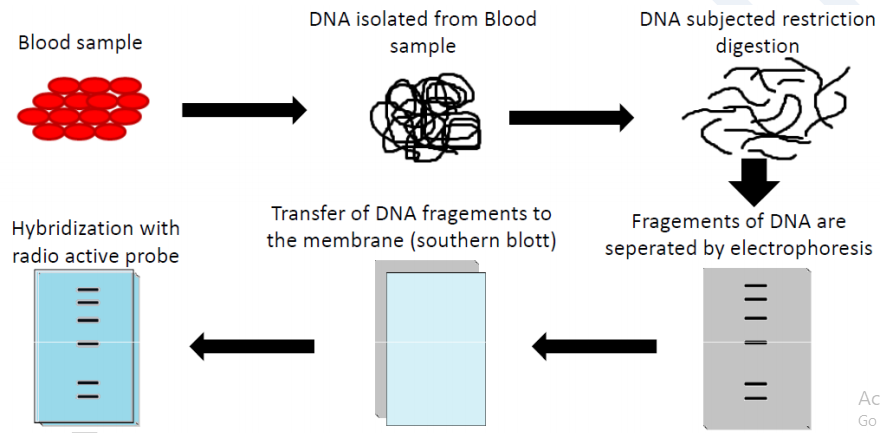 Blood sample
DNA isolated from Blood
sample
DNA subjected restriction
digestion
Fragements of DNA are
seperated by electrophoresis
Transfer of DNA fragements to
the membrane (southern blott)
Hybridization with
radio active probe
Ac
Go